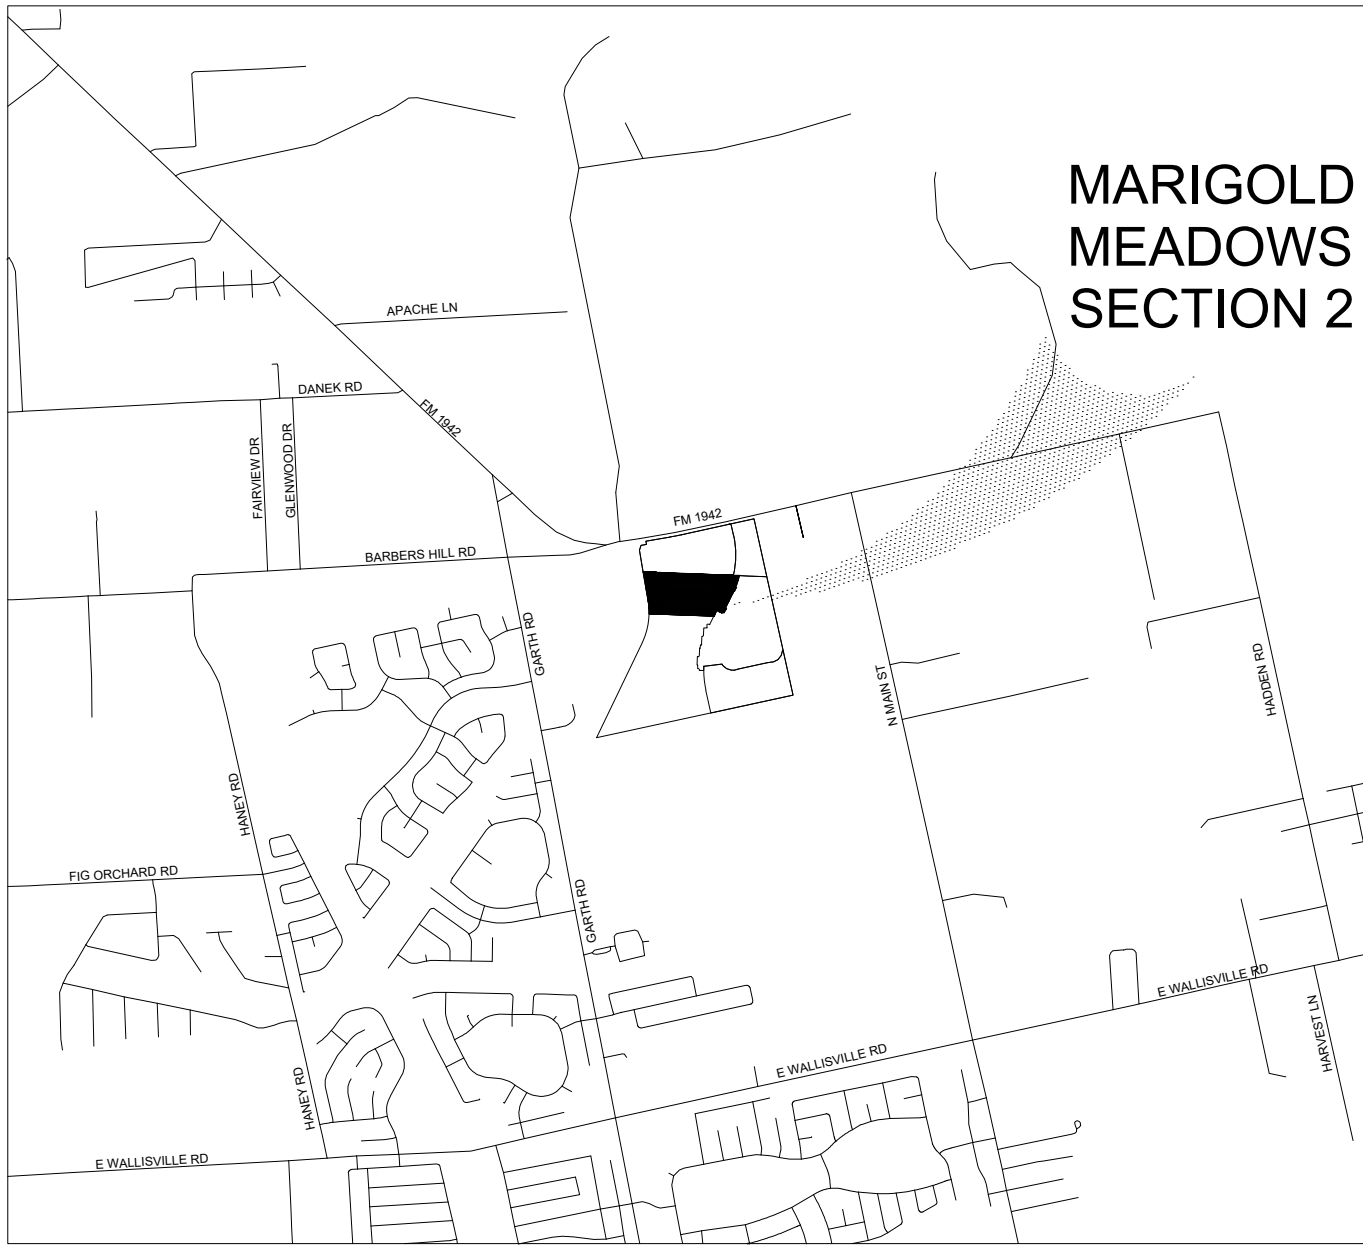 MARIGOLD
MEADOWS
SECTION 2
APACHE LN
DANEK RD
FM 1942
FAIRVIEW DR
GLENWOOD DR
FM 1942
BARBERS HILL RD
GARTH RD
N MAIN ST
HADDEN RD
HANEY RD
FIG ORCHARD RD
GARTH RD
E WALLISVILLE RD
HARVEST LN
E WALLISVILLE RD
HANEY RD
E WALLISVILLE RD